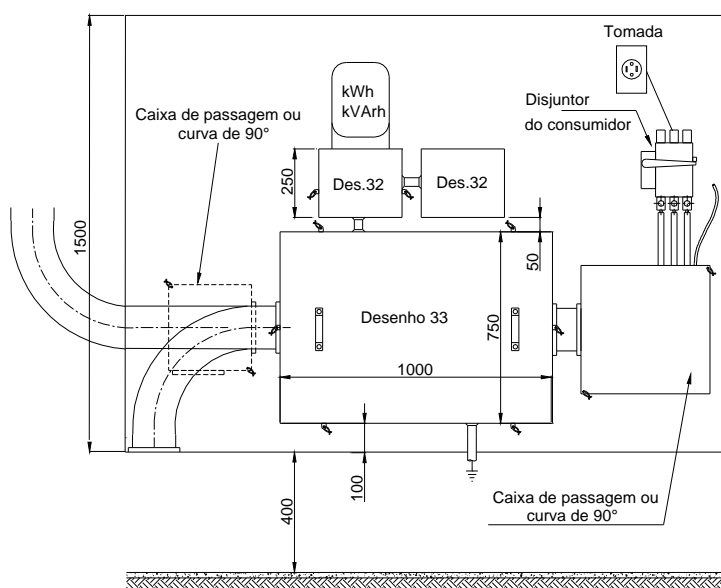 Tomada
kWh
kVArh
Disjuntor
do consumidor
Caixa de passagem ou
curva de 90°
250
Des.32
Des.32
1500
50
Desenho 33
750
1000
100
400
Caixa de passagem ou
curva de 90°